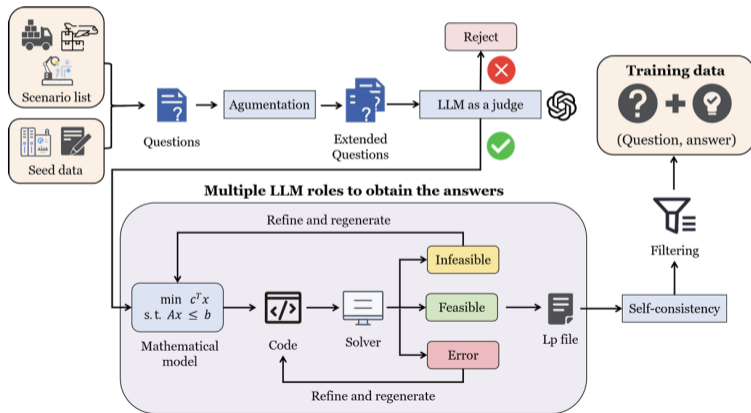 Scenario list
Seed data
Questions
Agumentation
Extended
Questions
Reject
LLM as a judge
Training data
(Question, answer)
Multiple LLM roles to obtain the answers
Refine and regenerate
min c^T x
s.t. Ax ≤ b
Mathematical
model
Code
Solver
Infeasible
Feasible
Error
Refine and regenerate
Lp file
Self-consistency
Filtering